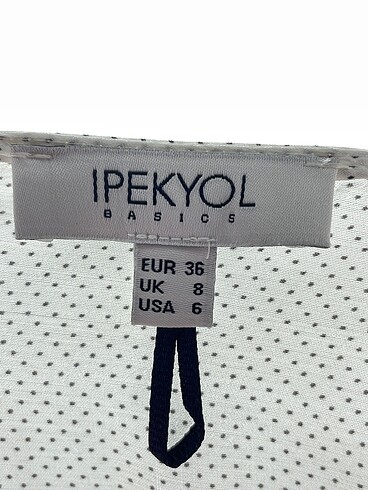 IPEKYOL
BASICS
EUR 36
UK 8
USA 6